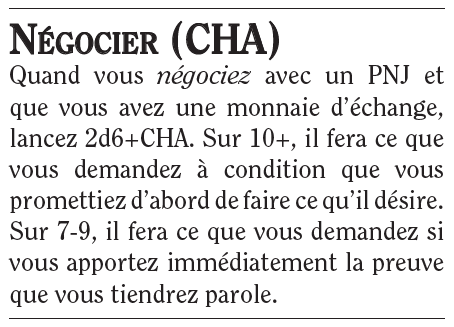 NÉGOCIER (CHA)
Quand vous négociez avec un PNJ et
que vous avez une monnaie d'échange,
lancez 2d6+CHA. Sur 10+, il fera ce que
vous demandez à condition que vous
promettiez d'abord de faire ce qu'il désire.
Sur 7-9, il fera ce que vous demandez si
vous apportez immédiatement la preuve
que vous tiendrez parole.